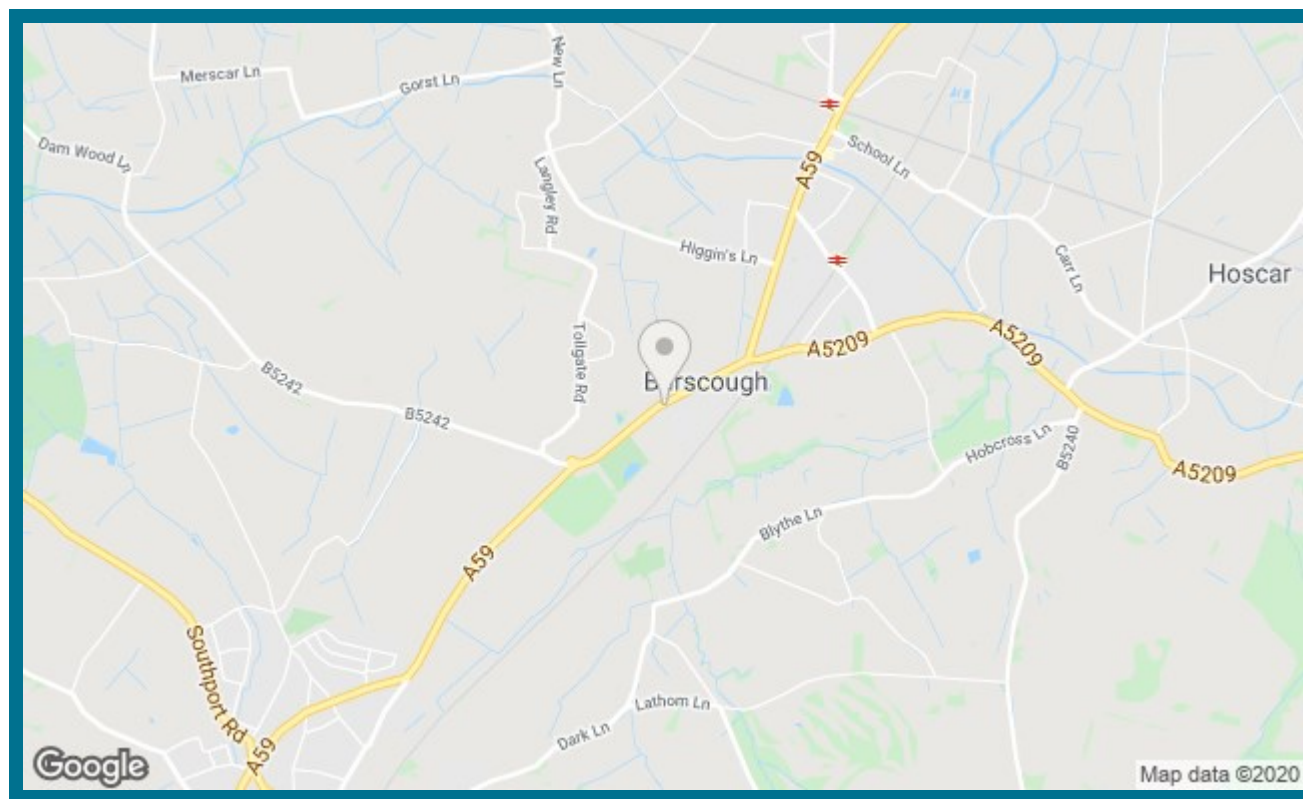 New Ln
Merscar Ln
Gorst Ln
Dam Wood Ln
Langley Rd
A59
School Ln
Higgin's Ln
Carr Ln
Hoscar
Tollgate Rd
A5209
A5209
Burscough
B5242
B5242
Hobcross Ln
B5240
A5209
Blythe Ln
A59
Southport Rd
Lathom Ln
Dark Ln
A59
Google
Map data ©2020